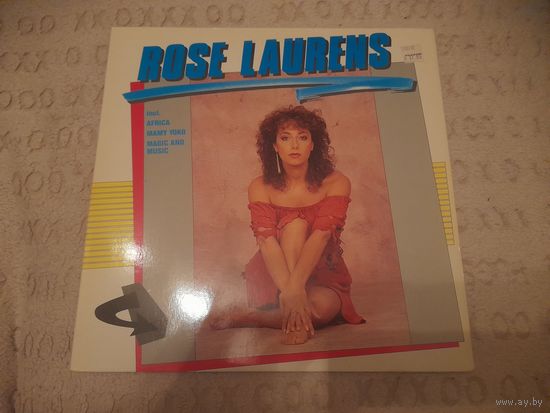 ROSE LAURENS
Incl.
AFRICA
MAMY YOKO
MAGIC AND
MUSIC
www.ay.by